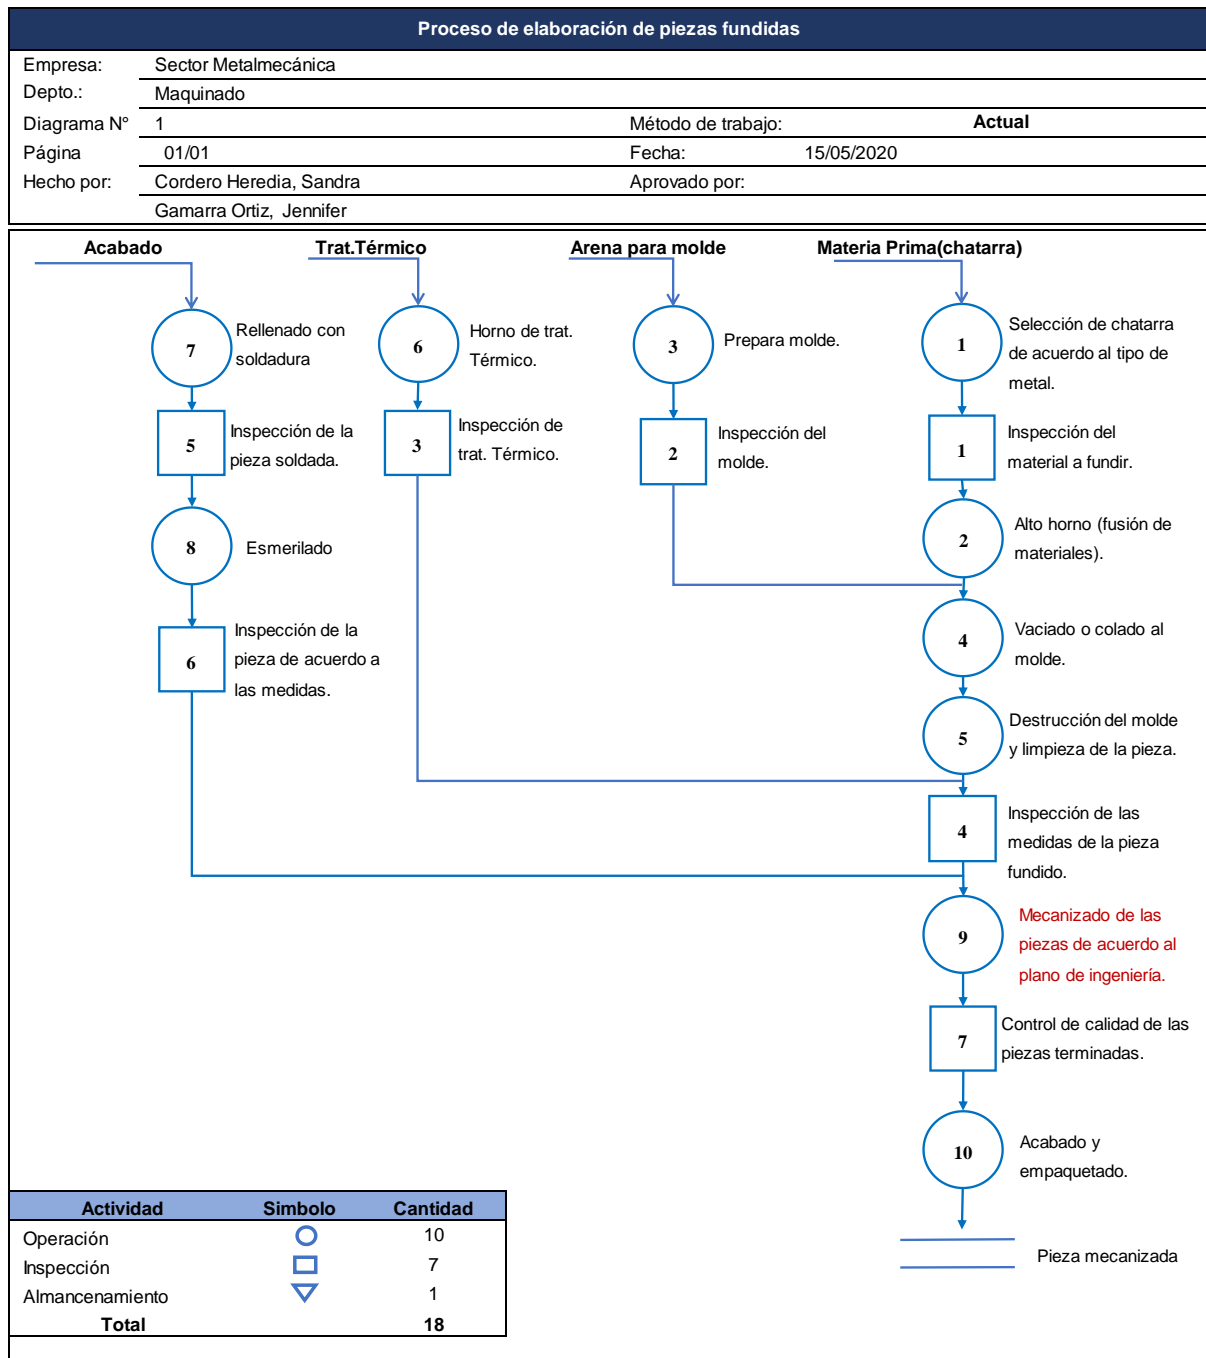 Proceso de elaboración de piezas fundidas
Empresa: Sector Metalmecánica
Depto.: Maquinado
Diagrama N° 1 Método de trabajo: Actual
Página 01/01 Fecha: 15/05/2020
Hecho por: Cordero Heredia, Sandra Aprovado por:
Gamarra Ortiz, Jennifer
Acabado Trat.Térmico Arena para molde Materia Prima(chatarra)
7
Rellenado con
soldadura
5
Inspección de la
pieza soldada.
8
Esmerilado
6
Inspección de la
pieza de acuerdo a
las medidas.
6
Horno de trat.
Térmico.
3
Inspección de
trat. Térmico.
3
Prepara molde.
2
Inspección del
molde.
1
Selección de chatarra
de acuerdo al tipo de
metal.
1
Inspección del
material a fundir.
2
Alto horno (fusión de
materiales).
4
Vaciado o colado al
molde.
5
Destrucción del molde
y limpieza de la pieza.
4
Inspección de las
medidas de la pieza
fundido.
9
Mecanizado de las
piezas de acuerdo al
plano de ingeniería.
7
Control de calidad de las
piezas terminadas.
10
Acabado y
empaquetado.
Pieza mecanizada
Actividad Simbolo Cantidad
Operación 10
Inspección 7
Almancenamiento 1
Total 18